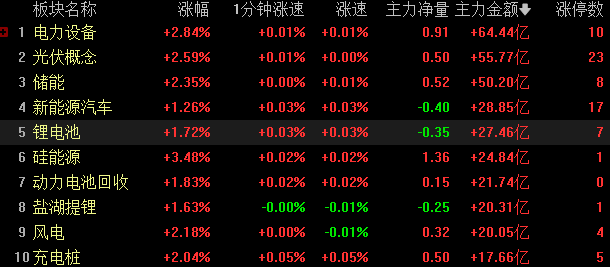 板块名称 涨幅 1分钟涨速 涨速 主力净量 主力金额 涨停数
1 电力设备 +2.84% +0.01% +0.01% 0.91 +64.44亿 10
2 光伏概念 +2.59% +0.01% +0.00% 0.50 +55.77亿 23
3 储能 +2.35% +0.00% +0.01% 0.52 +50.20亿 8
4 新能源汽车 +1.26% +0.03% +0.03% -0.40 +28.85亿 17
5 锂电池 +1.72% +0.03% +0.03% -0.35 +27.46亿 7
6 硅能源 +3.48% +0.02% +0.02% 1.36 +24.84亿 1
7 动力电池回收 +1.83% +0.02% +0.02% 0.15 +21.74亿 0
8 盐湖提锂 +1.63% -0.00% -0.01% -0.25 +20.31亿 1
9 风电 +2.18% +0.00% -0.01% 0.32 +20.05亿 4
10 充电桩 +2.04% +0.05% +0.05% 0.50 +17.66亿 5